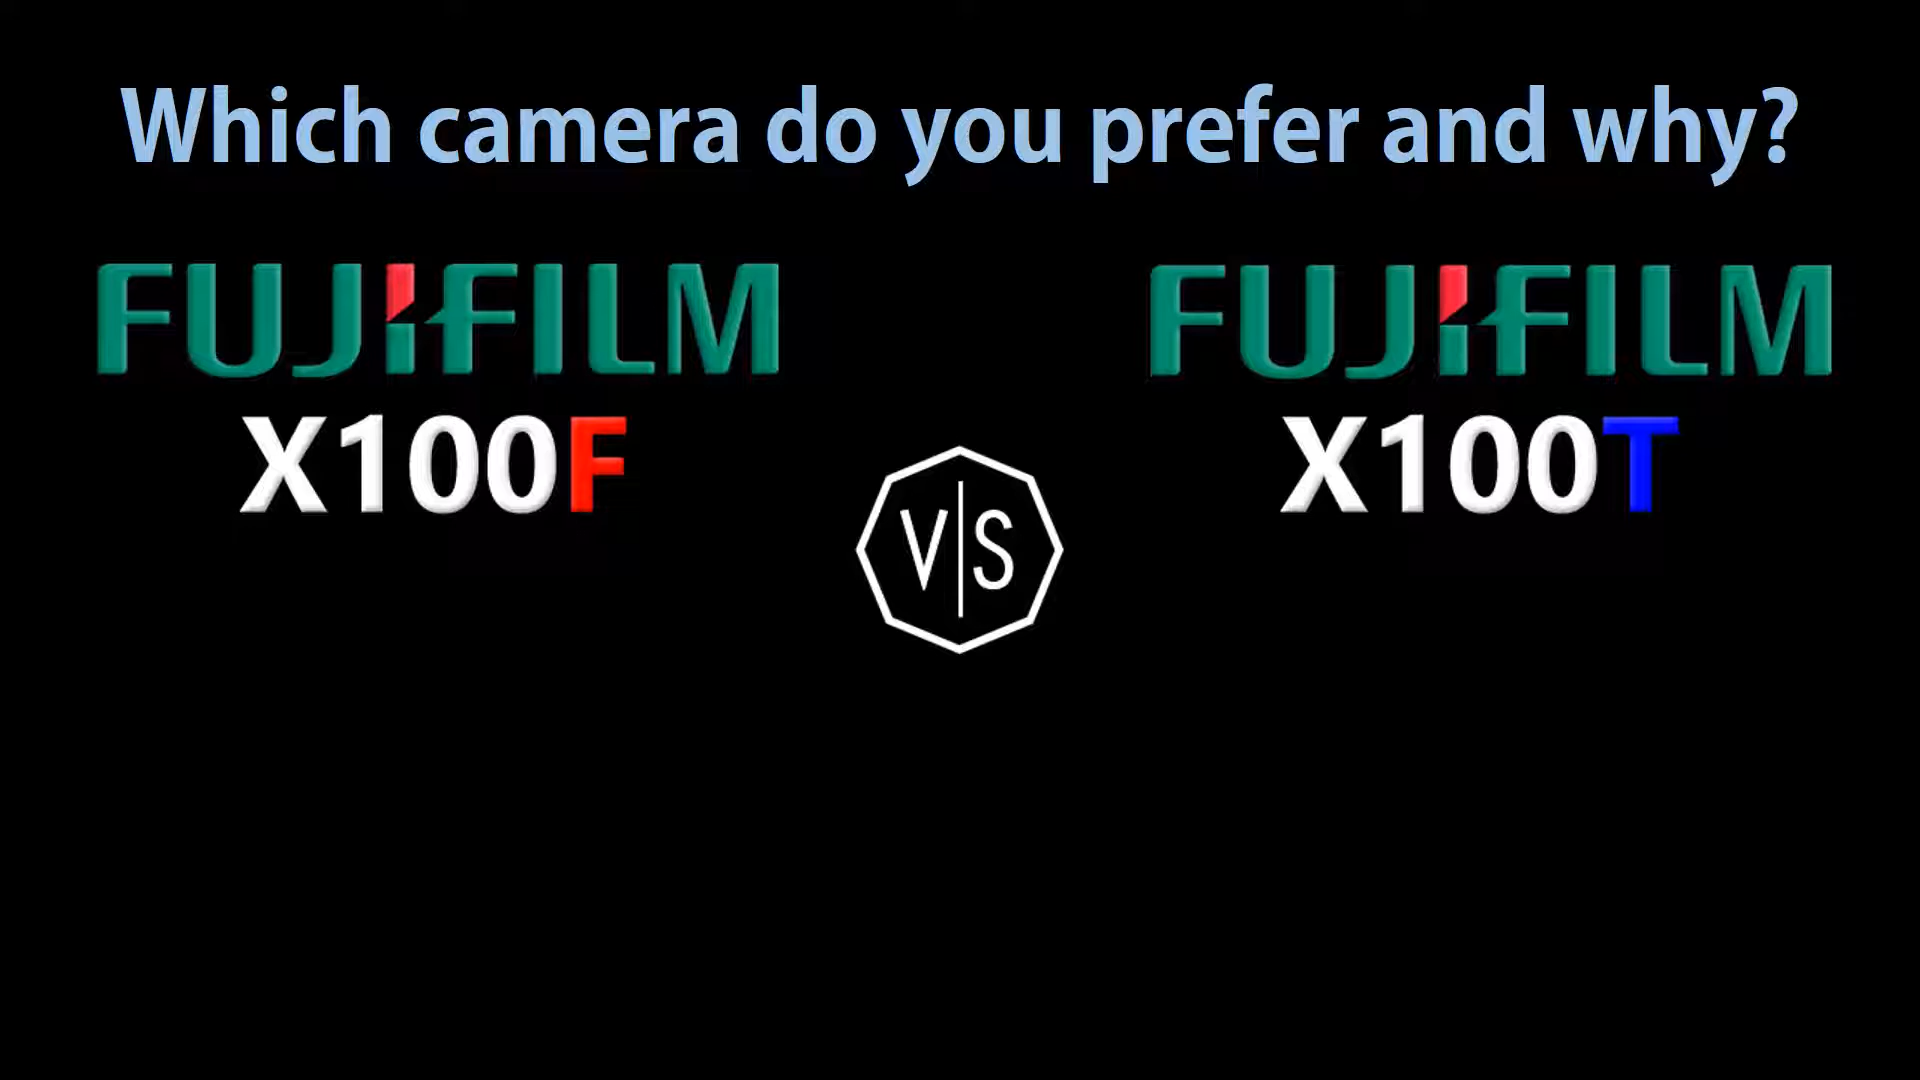 Which camera do you prefer and why?
FUJIFILM
FUJIFILM
X100F
X100T
V|S